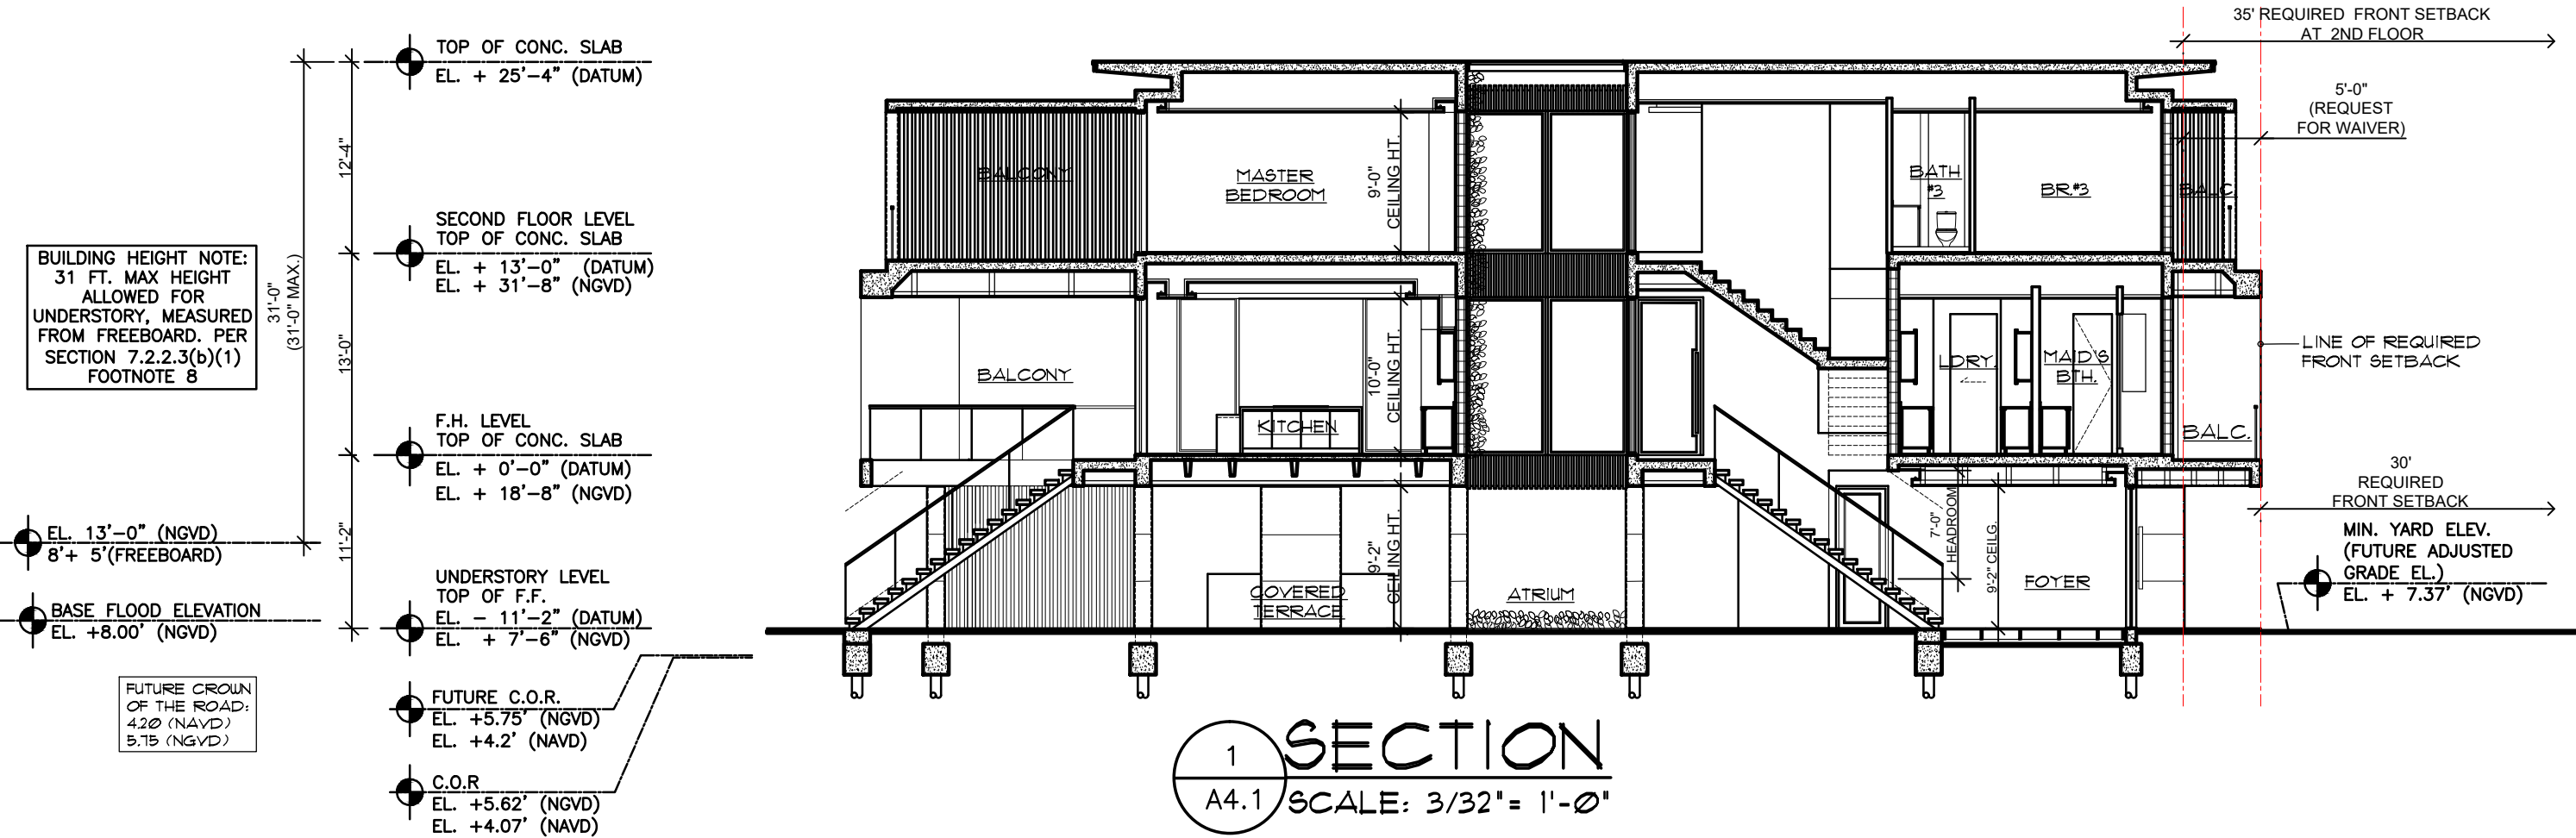 BUILDING HEIGHT NOTE:
31 FT. MAX HEIGHT
ALLOWED FOR
UNDERSTORY, MEASURED
FROM FREEBOARD. PER
SECTION 7.2.2.3(b)(1)
FOOTNOTE 8
31'-0"
(31'-0" MAX.)
12'-4"
13'-0"
11'-2"
TOP OF CONC. SLAB
EL. + 25'-4" (DATUM)
SECOND FLOOR LEVEL
TOP OF CONC. SLAB
EL. + 13'-0" (DATUM)
EL. + 31'-8" (NGVD)
F.H. LEVEL
TOP OF CONC. SLAB
EL. + 0'-0" (DATUM)
EL. + 18'-8" (NGVD)
EL. 13'-0" (NGVD)
8'+ 5'(FREEBOARD)
BASE FLOOD ELEVATION
EL. +8.00' (NGVD)
UNDERSTORY LEVEL
TOP OF F.F.
EL. - 11'-2" (DATUM)
EL. + 7'-6" (NGVD)
FUTURE CROWN
OF THE ROAD:
4.20 (NAVD)
5.75 (NGVD)
FUTURE C.O.R.
EL. +5.75' (NGVD)
EL. +4.2' (NAVD)
C.O.R
EL. +5.62' (NGVD)
EL. +4.07' (NAVD)
BALCONY
MASTER
BEDROOM
9'-0"
CEILING HT.
BATH
#3
BR.#3
BALC.
BALCONY
KITCHEN
10'-0"
CEILING HT.
LDRY.
MAID'S
BTH.
BALC.
COVERED
TERRACE
9'-2"
CEILING HT.
ATRIUM
7'-0"
HEADROOM
9'-2" CEILG.
FOYER
35' REQUIRED FRONT SETBACK
AT 2ND FLOOR
5'-0"
(REQUEST
FOR WAIVER)
LINE OF REQUIRED
FRONT SETBACK
30'
REQUIRED
FRONT SETBACK
MIN. YARD ELEV.
(FUTURE ADJUSTED
GRADE EL.)
EL. + 7.37' (NGVD)
1
A4.1
SECTION
SCALE: 3/32"= 1'-0"